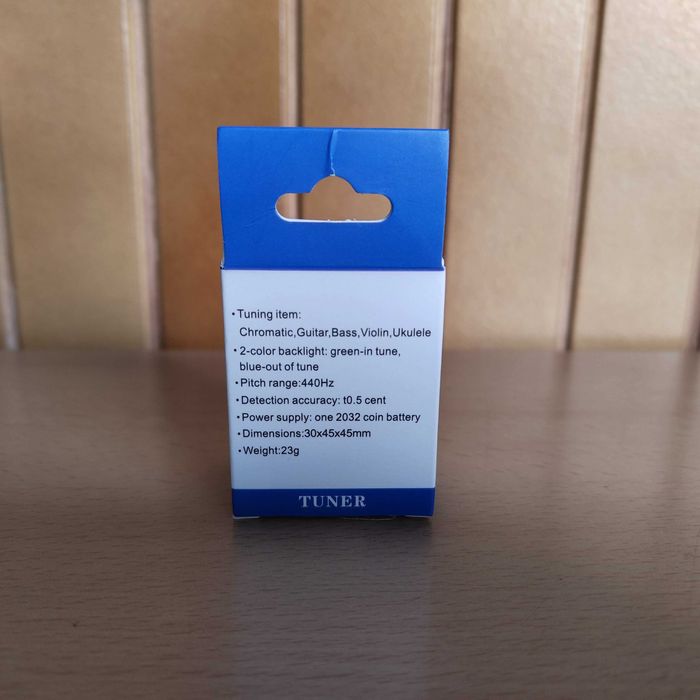 • Tuning item:
Chromatic,Guitar,Bass,Violin,Ukulele
• 2-color backlight: green-in tune,
blue-out of tune
• Pitch range:440Hz
• Detection accuracy: t0.5 cent
• Power supply: one 2032 coin battery
• Dimensions:30x45x45mm
• Weight:23g
TUNER